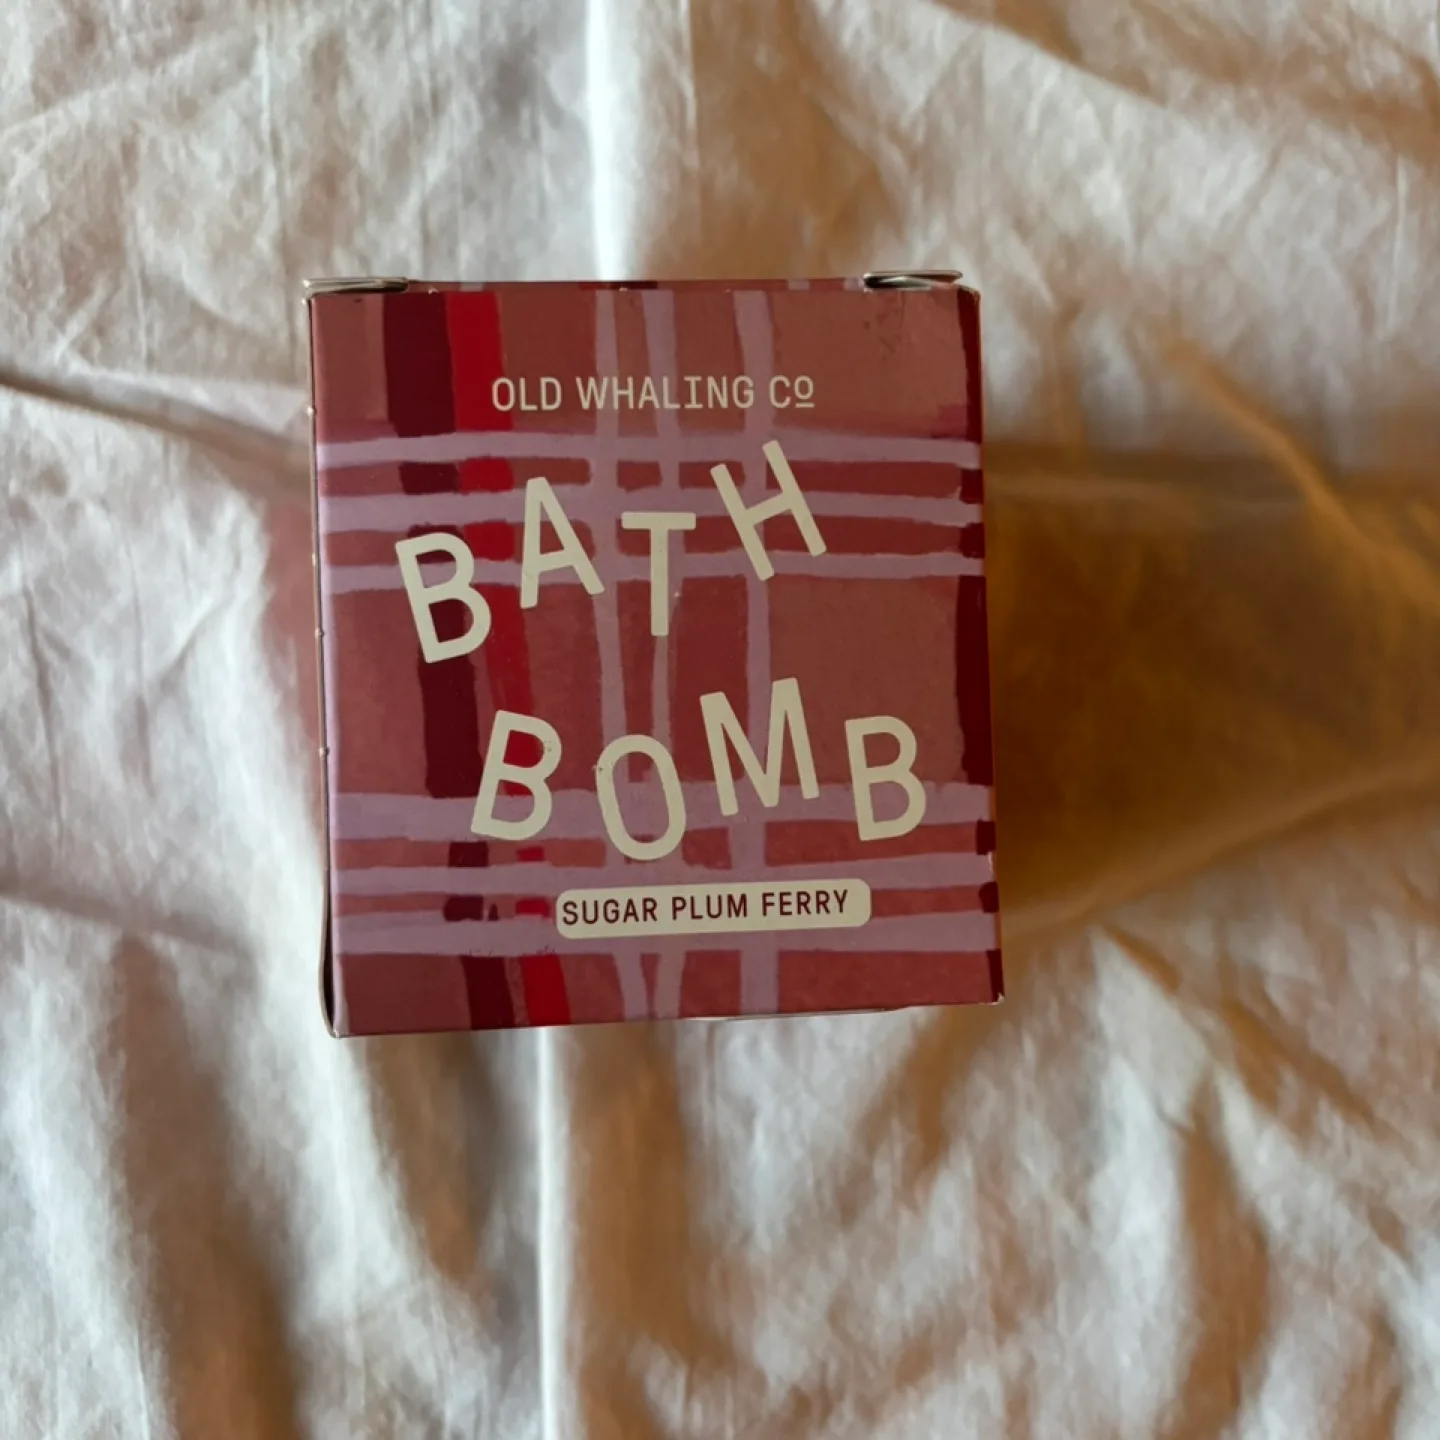 OLD WHALING Cº
BATH
BOMB
SUGAR PLUM FERRY